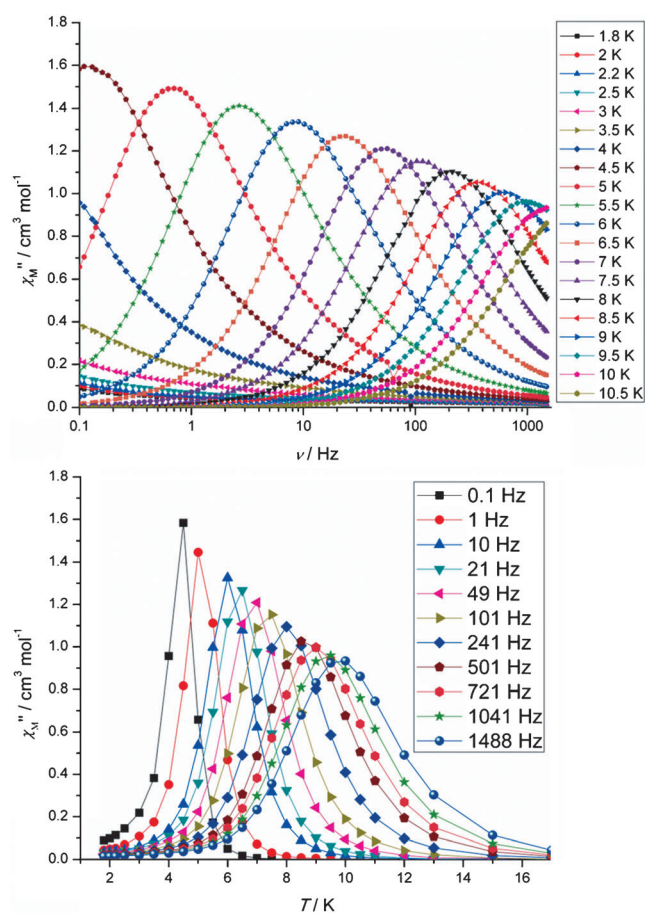 1.8
1.6
1.4
1.2
1.0
0.8
0.6
0.4
0.2
0.0
χM'' / cm³ mol⁻¹
0.1 1 10 100 1000
ν / Hz
1.8 K
2 K
2.2 K
2.5 K
3 K
3.5 K
4 K
4.5 K
5 K
5.5 K
6 K
6.5 K
7 K
7.5 K
8 K
8.5 K
9 K
9.5 K
10 K
10.5 K
1.8
1.6
1.4
1.2
1.0
0.8
0.6
0.4
0.2
0.0
χM'' / cm³ mol⁻¹
2 4 6 8 10 12 14 16
T / K
0.1 Hz
1 Hz
10 Hz
21 Hz
49 Hz
101 Hz
241 Hz
501 Hz
721 Hz
1041 Hz
1488 Hz